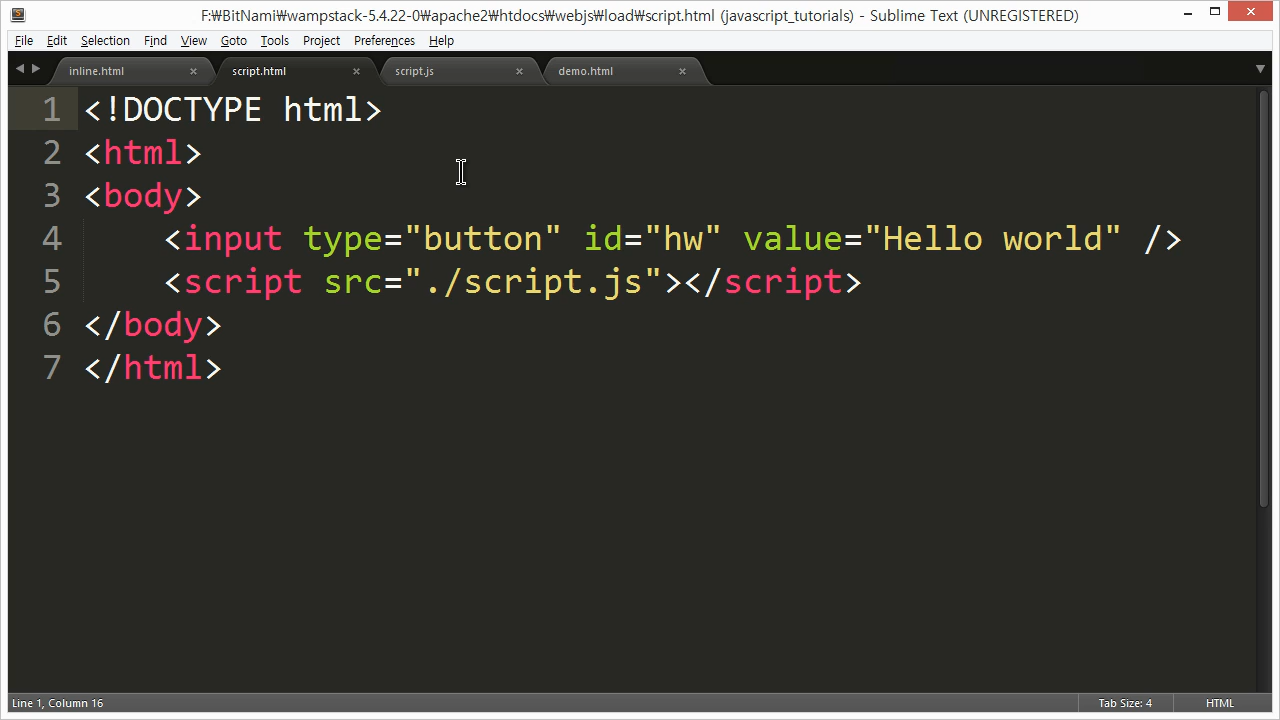 F:₩BitNami₩wampstack-5.4.22-0₩apache2₩htdocs₩webjs₩load₩script.html (javascript_tutorials) - Sublime Text (UNREGISTERED)
File Edit Selection Find View Goto Tools Project Preferences Help
inline.html script.html script.js demo.html
1 <!DOCTYPE html>
2 <html>
3 <body>
4     <input type="button" id="hw" value="Hello world" />
5     <script src="./script.js"></script>
6 </body>
7 </html>
Line 1, Column 16 Tab Size: 4 HTML